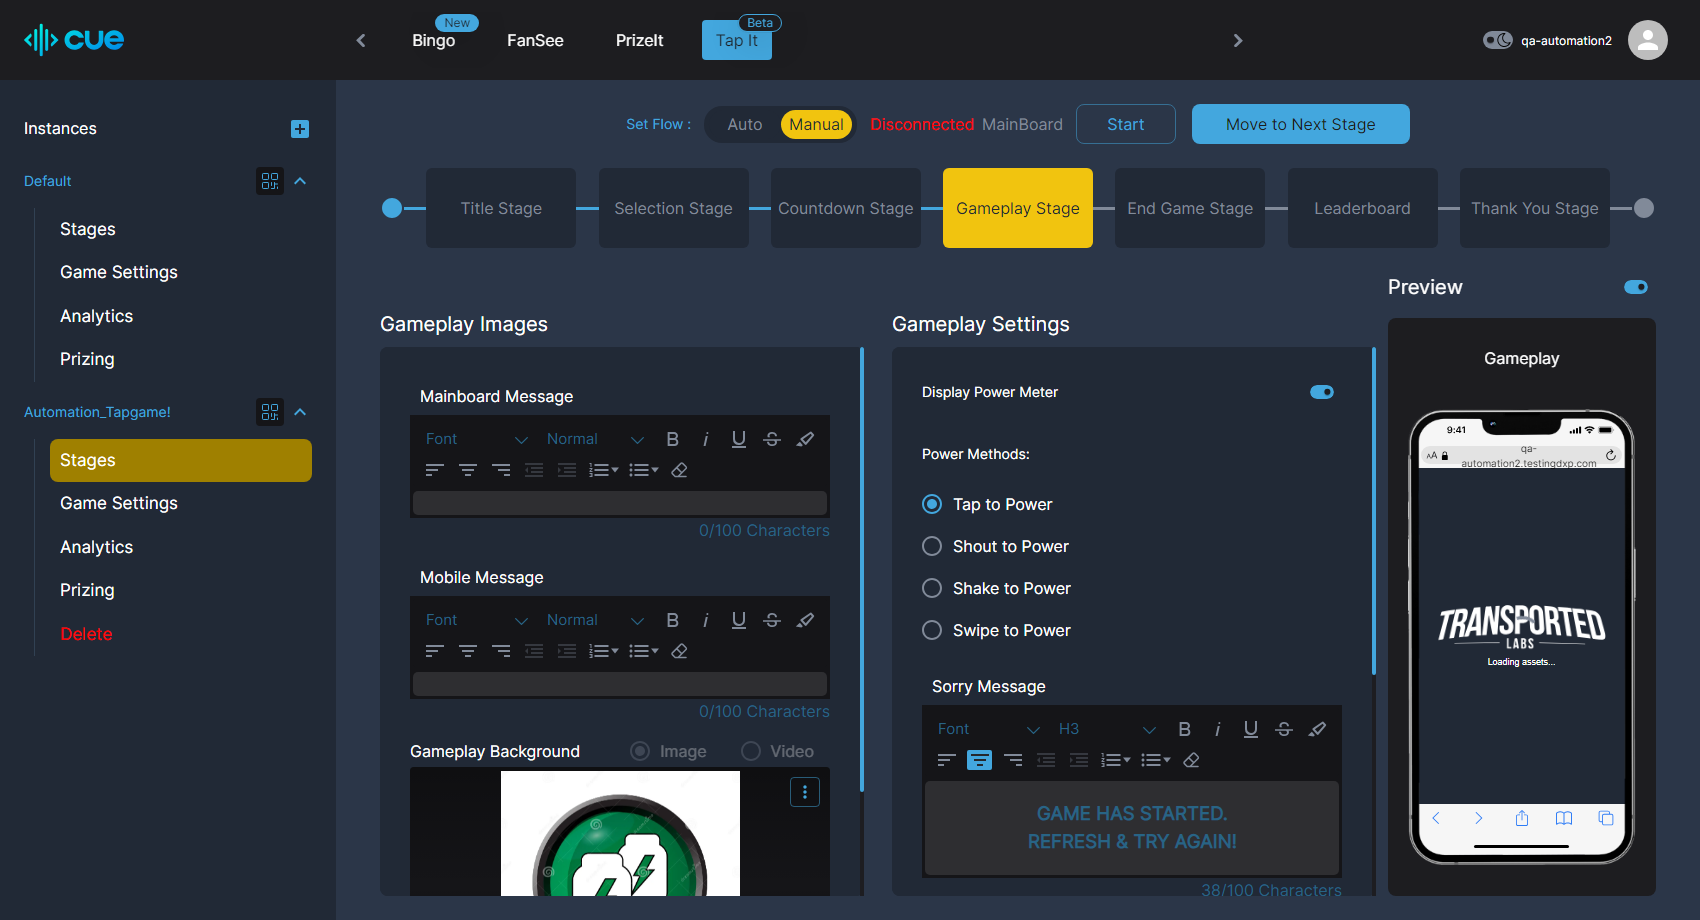 cue
Bingo
New
FanSee
PrizeIt
Tap It
Beta
qa-automation2
Instances
Default
Stages
Game Settings
Analytics
Prizing
Automation_Tapgame!
Stages
Game Settings
Analytics
Prizing
Delete
Set Flow :
Auto
Manual
Disconnected MainBoard
Start
Move to Next Stage
Title Stage
Selection Stage
Countdown Stage
Gameplay Stage
End Game Stage
Leaderboard
Thank You Stage
Gameplay Images
Mainboard Message
Font
Normal
B i U S
0/100 Characters
Mobile Message
Font
Normal
B i U S
0/100 Characters
Gameplay Background
Image
Video
Gameplay Settings
Display Power Meter
Power Methods:
Tap to Power
Shout to Power
Shake to Power
Swipe to Power
Sorry Message
Font
H3
B i U S
GAME HAS STARTED.
REFRESH & TRY AGAIN!
38/100 Characters
Preview
Gameplay
9:41
AA
qa-
automation2.testingdxp.com
TRANSPORTED
LABS
Loading assets...